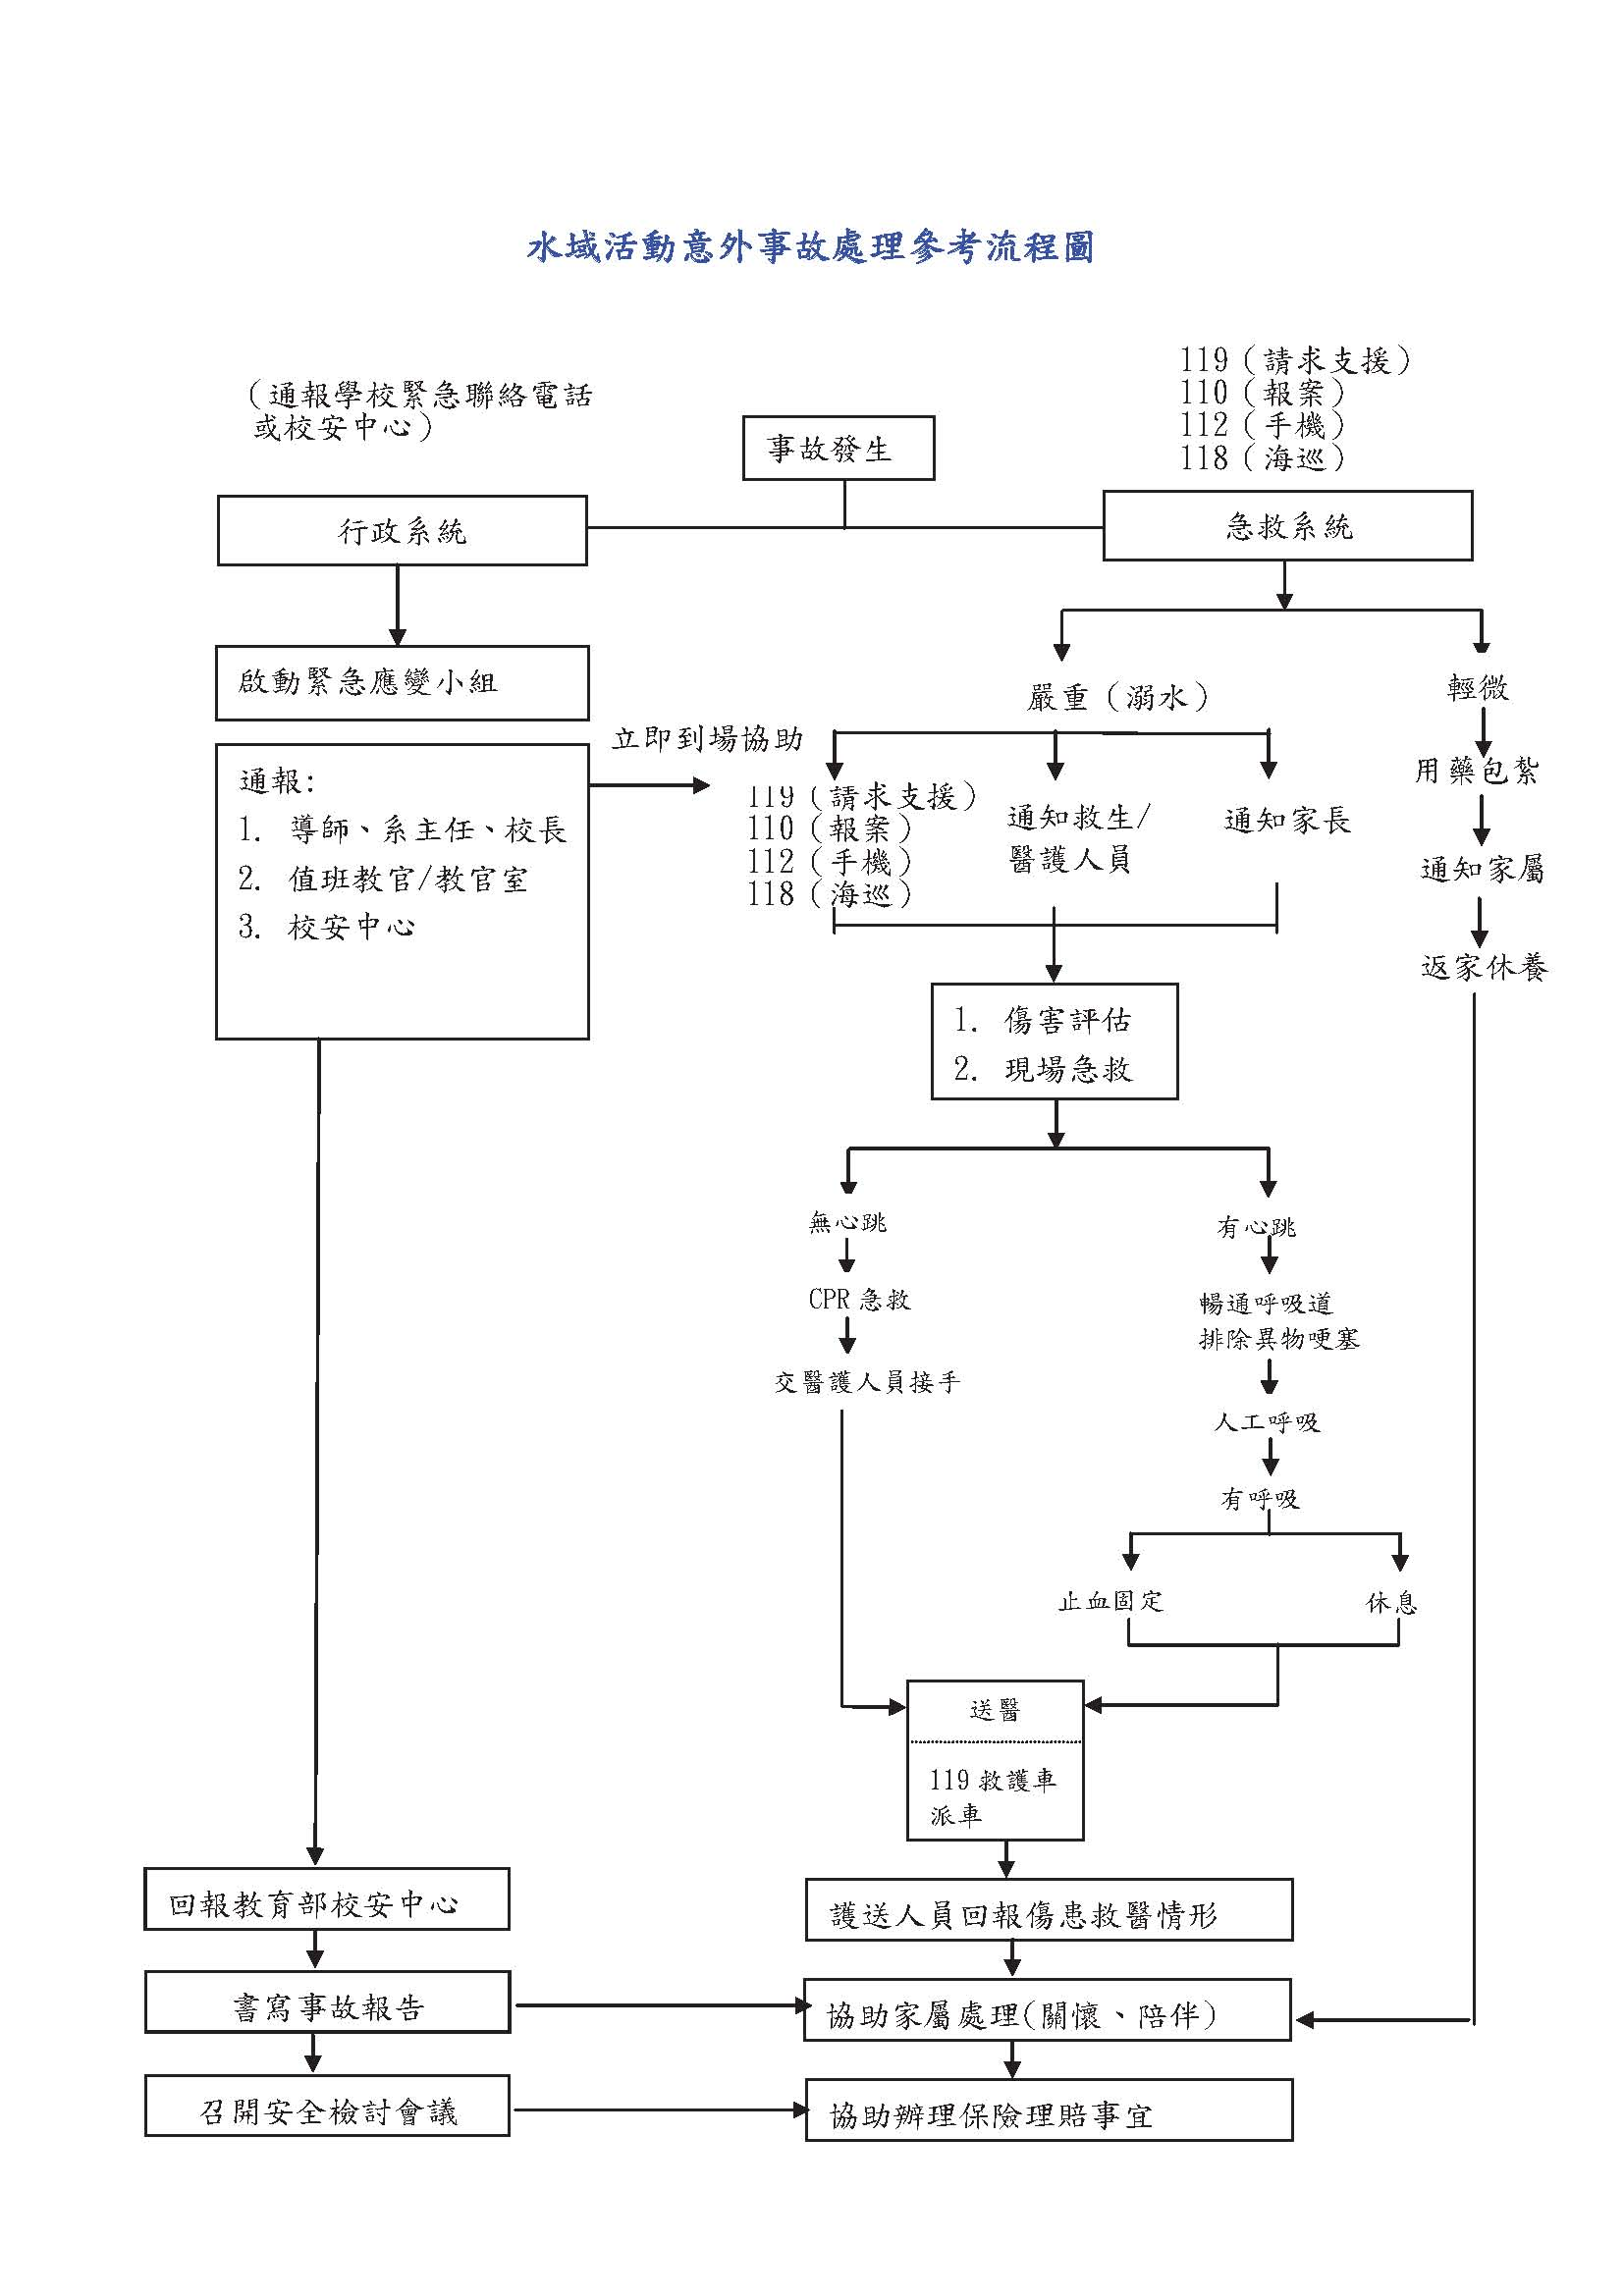 水域活動意外事故處理參考流程圖
（通報學校緊急聯絡電話
或校安中心）
119（請求支援）
110（報案）
112（手機）
118（海巡）
事故發生
行政系統
急救系統
啟動緊急應變小組
通報:
1. 導師、系主任、校長
2. 值班教官/教官室
3. 校安中心
立即到場協助
嚴重（溺水）
輕微
119（請求支援）
110（報案）
112（手機）
118（海巡）
通知救生/
醫護人員
通知家長
用藥包紮
通知家屬
返家休養
1. 傷害評估
2. 現場急救
無心跳
CPR 急救
交醫護人員接手
有心跳
暢通呼吸道
排除異物哽塞
人工呼吸
有呼吸
止血固定
休息
送醫
119 救護車
派車
回報教育部校安中心
書寫事故報告
召開安全檢討會議
護送人員回報傷患救醫情形
協助家屬處理(關懷、陪伴)
協助辦理保險理賠事宜